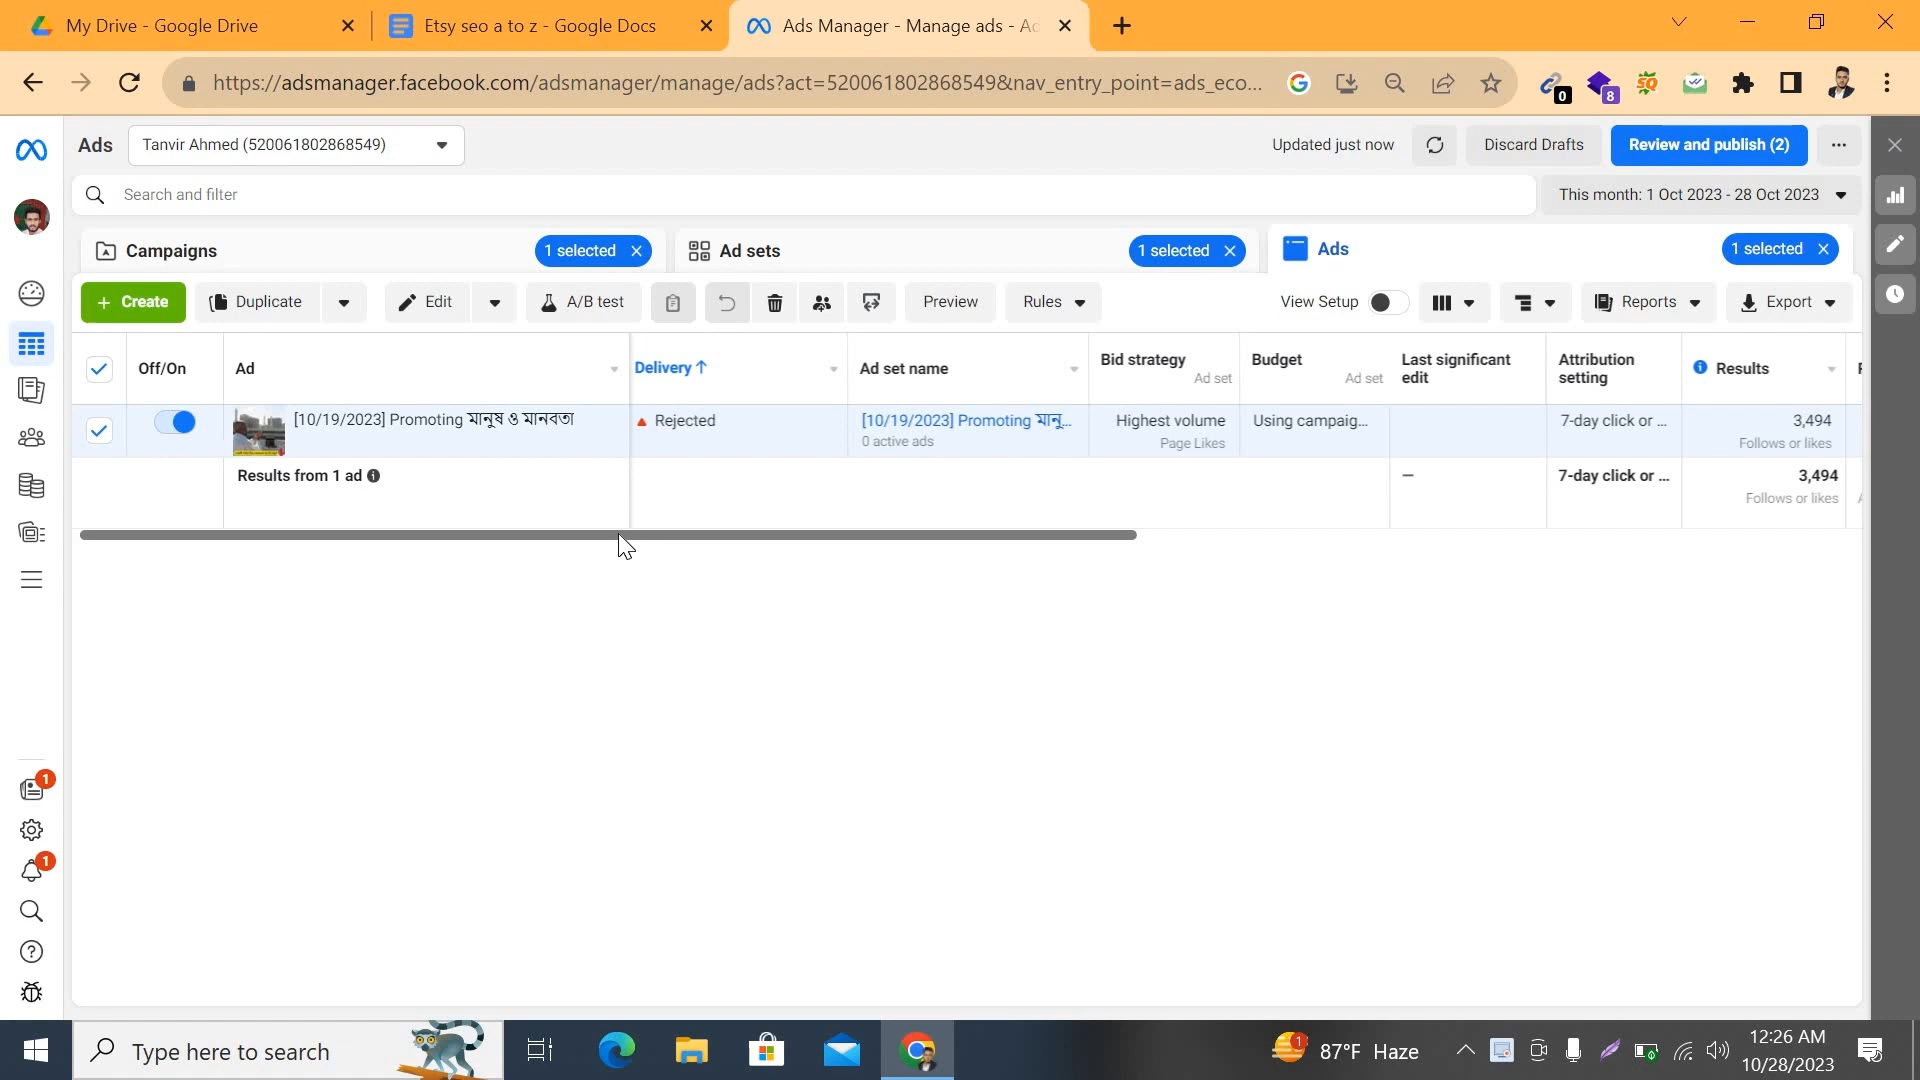 My Drive - Google Drive
Etsy seo a to z - Google Docs
Ads Manager - Manage ads - Ad
https://adsmanager.facebook.com/adsmanager/manage/ads?act=520061802868549&nav_entry_point=ads_eco...
0
8
Ads
Tanvir Ahmed (520061802868549)
Updated just now
Discard Drafts
Review and publish (2)
Search and filter
This month: 1 Oct 2023 - 28 Oct 2023
Campaigns
1 selected
Ad sets
1 selected
Ads
1 selected
+ Create
Duplicate
Edit
A/B test
Preview
Rules
View Setup
Reports
Export
Off/On
Ad
Delivery ↑
Ad set name
Bid strategy
Ad set
Budget
Ad set
Last significant
edit
Attribution
setting
Results
[10/19/2023] Promoting মানুষ ও মানবতা
Rejected
[10/19/2023] Promoting মানু...
0 active ads
Highest volume
Page Likes
Using campaig...
7-day click or ...
3,494
Follows or likes
Results from 1 ad
—
7-day click or ...
3,494
Follows or likes
1
1
Type here to search
1
87°F Haze
12:26 AM
10/28/2023